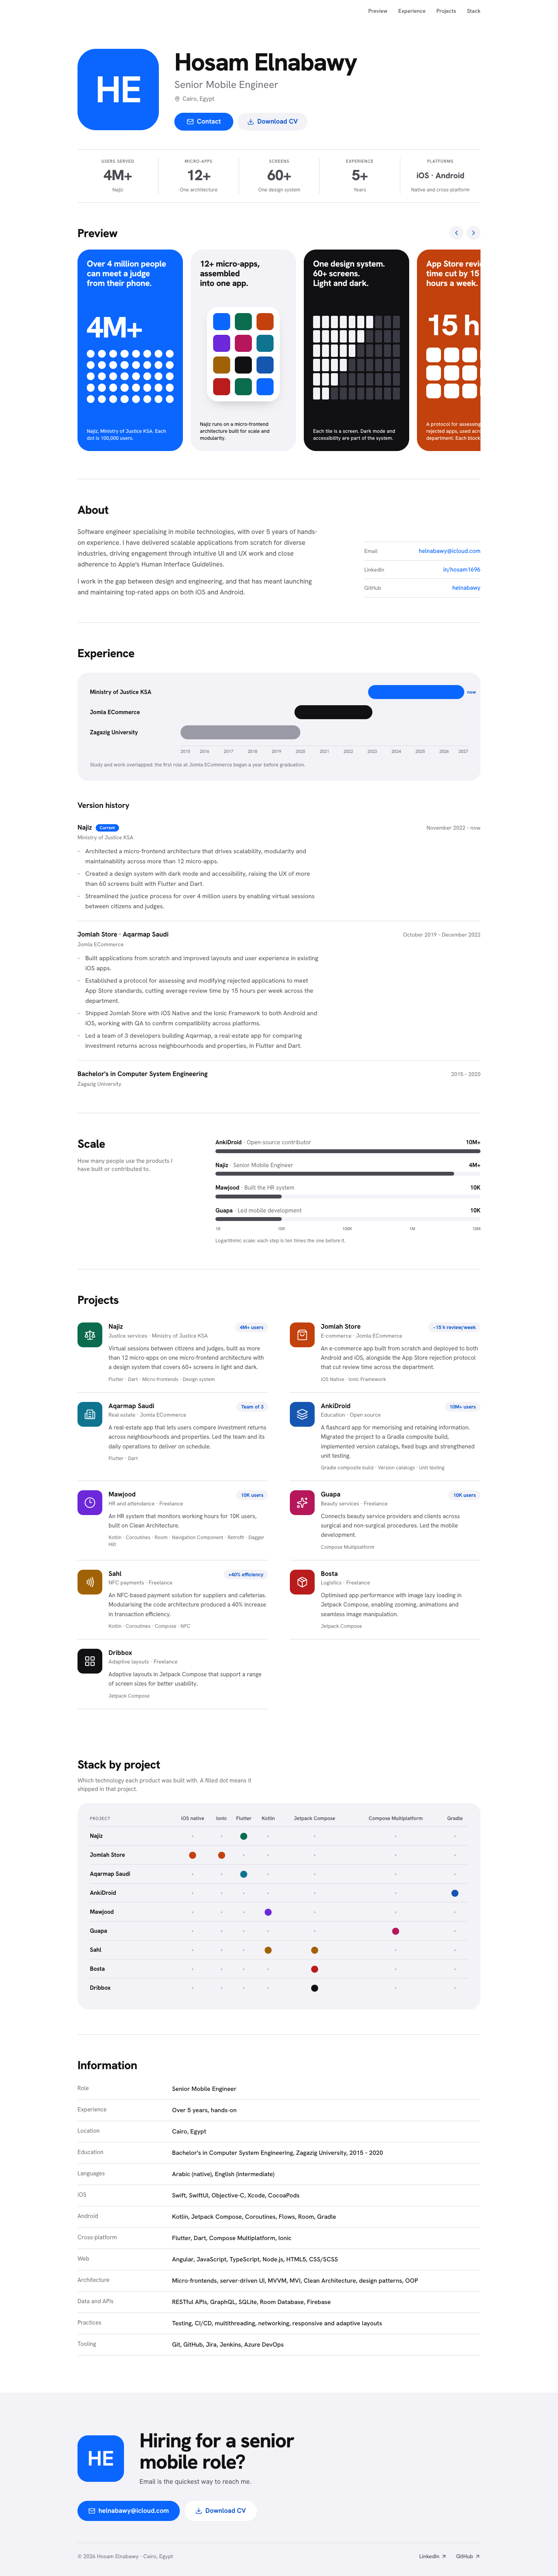 Preview Experience Projects Stack
HE
Hosam Elnabawy
Senior Mobile Engineer
Cairo, Egypt
Contact Download CV
USERS SERVED
4M+
Najiz
MICRO-APPS
12+
One architecture
SCREENS
60+
One design system
EXPERIENCE
5+
Years
PLATFORMS
iOS · Android
Native and cross-platform
Preview
Over 4 million people
can meet a judge
from their phone.
4M+
Najiz, Ministry of Justice KSA. Each
dot is 100,000 users.
12+ micro-apps,
assembled
into one app.
Najiz runs on a micro-frontend
architecture built for scale and
modularity.
One design system.
60+ screens.
Light and dark.
Each tile is a screen. Dark mode and
accessibility are part of the system.
App Store revi
time cut by 15
hours a week.
15 h
A protocol for assessing
rejected apps, used acro
department. Each block
About
Software engineer specialising in mobile technologies, with over 5 years of hands-
on experience. I have delivered scalable applications from scratch for diverse
industries, driving engagement through intuitive UI and UX work and close
adherence to Apple's Human Interface Guidelines.
I work in the gap between design and engineering, and that has meant launching
and maintaining top-rated apps on both iOS and Android.
Email helnabawy@icloud.com
LinkedIn in/hosam1696
GitHub helnabawy
Experience
Ministry of Justice KSA now
Jomla ECommerce
Zagazig University
2015 2016 2017 2018 2019 2020 2021 2022 2023 2024 2025 2026 2027
Study and work overlapped: the first role at Jomla ECommerce began a year before graduation.
Version history
Najiz Current November 2022 – now
Ministry of Justice KSA
– Architected a micro-frontend architecture that drives scalability, modularity and
maintainability across more than 12 micro-apps.
– Created a design system with dark mode and accessibility, raising the UX of more
than 60 screens built with Flutter and Dart.
– Streamlined the justice process for over 4 million users by enabling virtual sessions
between citizens and judges.
Jomlah Store · Aqarmap Saudi October 2019 – December 2022
Jomla ECommerce
– Built applications from scratch and improved layouts and user experience in existing
iOS apps.
– Established a protocol for assessing and modifying rejected applications to meet
App Store standards, cutting average review time by 15 hours per week across the
department.
– Shipped Jomlah Store with iOS Native and the Ionic Framework to both Android and
iOS, working with QA to confirm compatibility across platforms.
– Led a team of 3 developers building Aqarmap, a real-estate app for comparing
investment returns across neighbourhoods and properties, in Flutter and Dart.
Bachelor's in Computer System Engineering 2015 – 2020
Zagazig University
Scale
How many people use the products I
have built or contributed to.
AnkiDroid · Open-source contributor 10M+
Najiz · Senior Mobile Engineer 4M+
Mawjood · Built the HR system 10K
Guapa · Led mobile development 10K
1K 10K 100K 1M 10M
Logarithmic scale: each step is ten times the one before it.
Projects
Najiz 4M+ users
Justice services · Ministry of Justice KSA
Virtual sessions between citizens and judges, built as more
than 12 micro-apps on one micro-frontend architecture with
a design system that covers 60+ screens in light and dark.
Flutter · Dart · Micro frontends · Design system
Jomlah Store −15 h review/week
E-commerce · Jomla ECommerce
An e-commerce app built from scratch and deployed to both
Android and iOS, alongside the App Store rejection protocol
that cut review time across the department.
iOS Native · Ionic Framework
Aqarmap Saudi Team of 3
Real estate · Jomla ECommerce
A real-estate app that lets users compare investment returns
across neighbourhoods and properties. Led the team and its
daily operations to deliver on schedule.
Flutter · Dart
AnkiDroid 10M+ users
Education · Open source
A flashcard app for memorising and retaining information.
Migrated the project to a Gradle composite build,
implemented version catalogs, fixed bugs and strengthened
unit testing.
Gradle composite build · Version catalogs · Unit testing
Mawjood 10K users
HR and attendance · Freelance
An HR system that monitors working hours for 10K users,
built on Clean Architecture.
Kotlin · Coroutines · Room · Navigation Component · Retrofit · Dagger
Hilt
Guapa 10K users
Beauty services · Freelance
Connects beauty service providers and clients across
surgical and non-surgical procedures. Led the mobile
development.
Compose Multiplatform
Sahl +40% efficiency
NFC payments · Freelance
An NFC-based payment solution for suppliers and cafeterias.
Modularising the code architecture produced a 40% increase
in transaction efficiency.
Kotlin · Coroutines · Compose · NFC
Bosta
Logistics · Freelance
Optimised app performance with image lazy loading in
Jetpack Compose, enabling zooming, animations and
seamless image manipulation.
Jetpack Compose
Dribbox
Adaptive layouts · Freelance
Adaptive layouts in Jetpack Compose that support a range
of screen sizes for better usability.
Jetpack Compose
Stack by project
Which technology each product was built with. A filled dot means it
shipped in that project.
PROJECT iOS native Ionic Flutter Kotlin Jetpack Compose Compose Multiplatform Gradle
Najiz
Jomlah Store
Aqarmap Saudi
AnkiDroid
Mawjood
Guapa
Sahl
Bosta
Dribbox
Information
Role Senior Mobile Engineer
Experience Over 5 years, hands-on
Location Cairo, Egypt
Education Bachelor's in Computer System Engineering, Zagazig University, 2015 – 2020
Languages Arabic (native), English (intermediate)
iOS Swift, SwiftUI, Objective-C, Xcode, CocoaPods
Android Kotlin, Jetpack Compose, Coroutines, Flows, Room, Gradle
Cross-platform Flutter, Dart, Compose Multiplatform, Ionic
Web Angular, JavaScript, TypeScript, Node.js, HTML5, CSS/SCSS
Architecture Micro-frontends, server-driven UI, MVVM, MVI, Clean Architecture, design patterns, OOP
Data and APIs RESTful APIs, GraphQL, SQLite, Room Database, Firebase
Practices Testing, CI/CD, multithreading, networking, responsive and adaptive layouts
Tooling Git, GitHub, Jira, Jenkins, Azure DevOps
HE
Hiring for a senior
mobile role?
Email is the quickest way to reach me.
helnabawy@icloud.com Download CV
© 2026 Hosam Elnabawy · Cairo, Egypt LinkedIn ↗ GitHub ↗